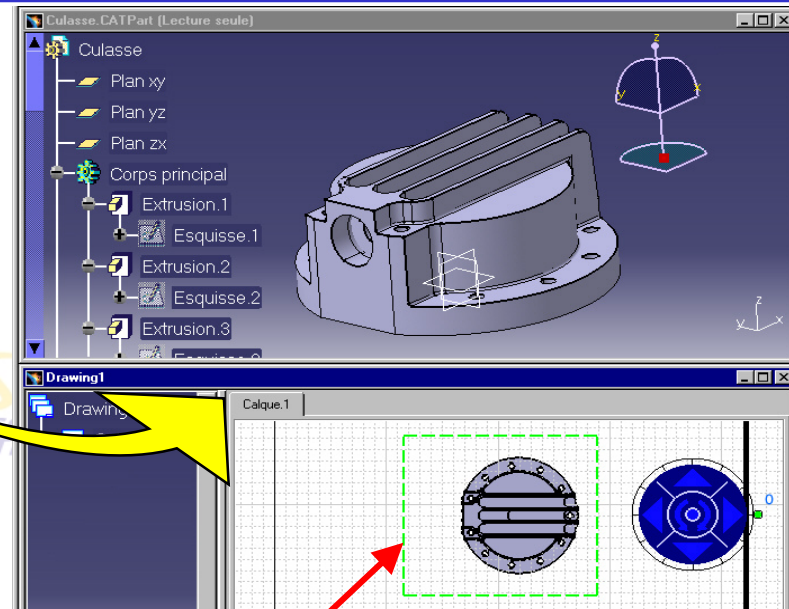 Culasse.CATPart (Lecture seule)
Culasse
Plan xy
Plan yz
Plan zx
Corps principal
Extrusion.1
Esquisse.1
Extrusion.2
Esquisse.2
Extrusion.3
z
y
x
z
y
x
Drawing1
Drawing
Calque.1
0